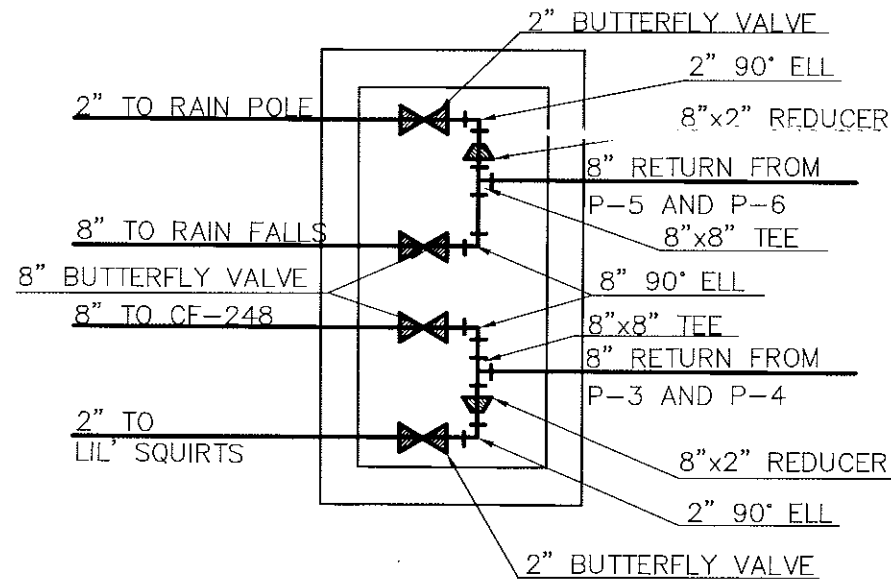 2" BUTTERFLY VALVE
2" 90° ELL
2" TO RAIN POLE
8"x2" REDUCER
8" RETURN FROM
P-5 AND P-6
8" TO RAIN FALLS
8"x8" TEE
8" BUTTERFLY VALVE
8" 90° ELL
8" TO CF-248
8"x8" TEE
8" RETURN FROM
P-3 AND P-4
2" TO
LIL' SQUIRTS
8"x2" REDUCER
2" 90° ELL
2" BUTTERFLY VALVE